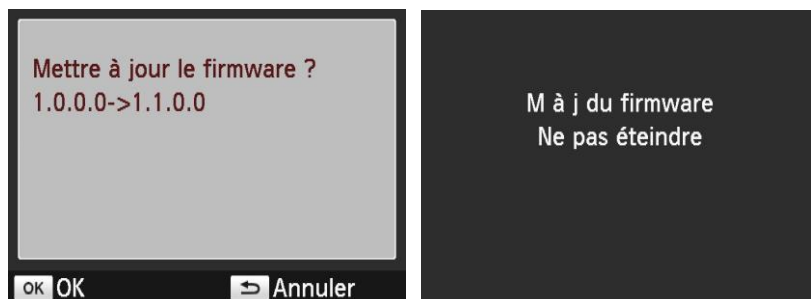 Mettre à jour le firmware ?
1.0.0.0->1.1.0.0
OK OK
Annuler
M à j du firmware
Ne pas éteindre